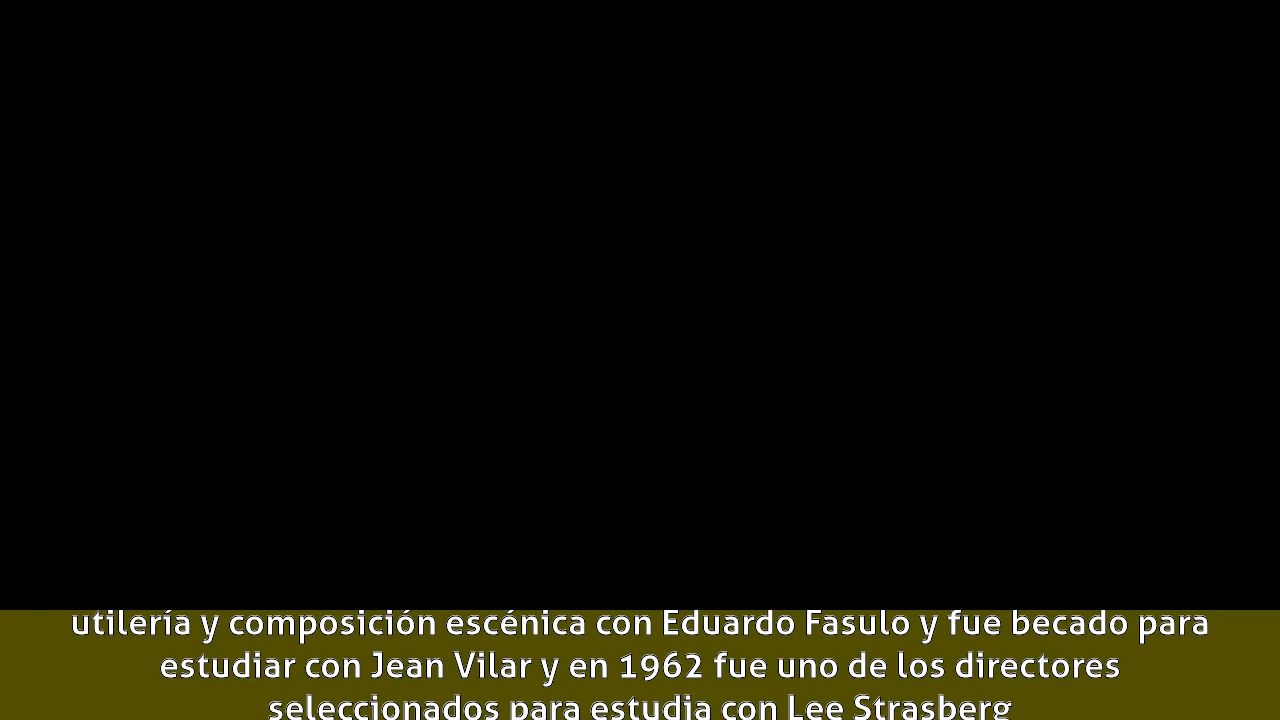 utilería y composición escénica con Eduardo Fasulo y fue becado para
estudiar con Jean Vilar y en 1962 fue uno de los directores
seleccionados para estudia con Lee Strasberg